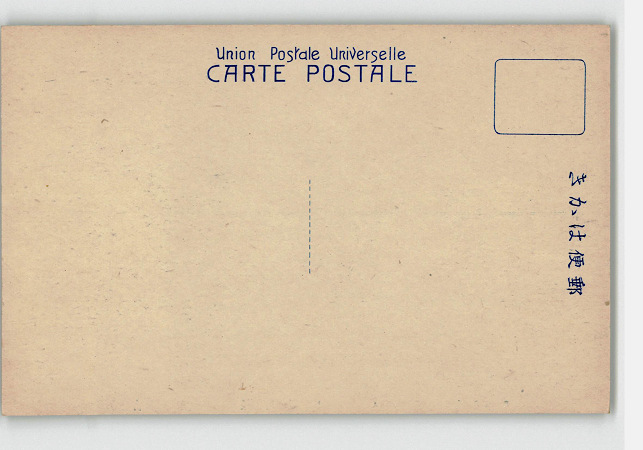 Union Postale Universelle
CARTE POSTALE
きかは便郵